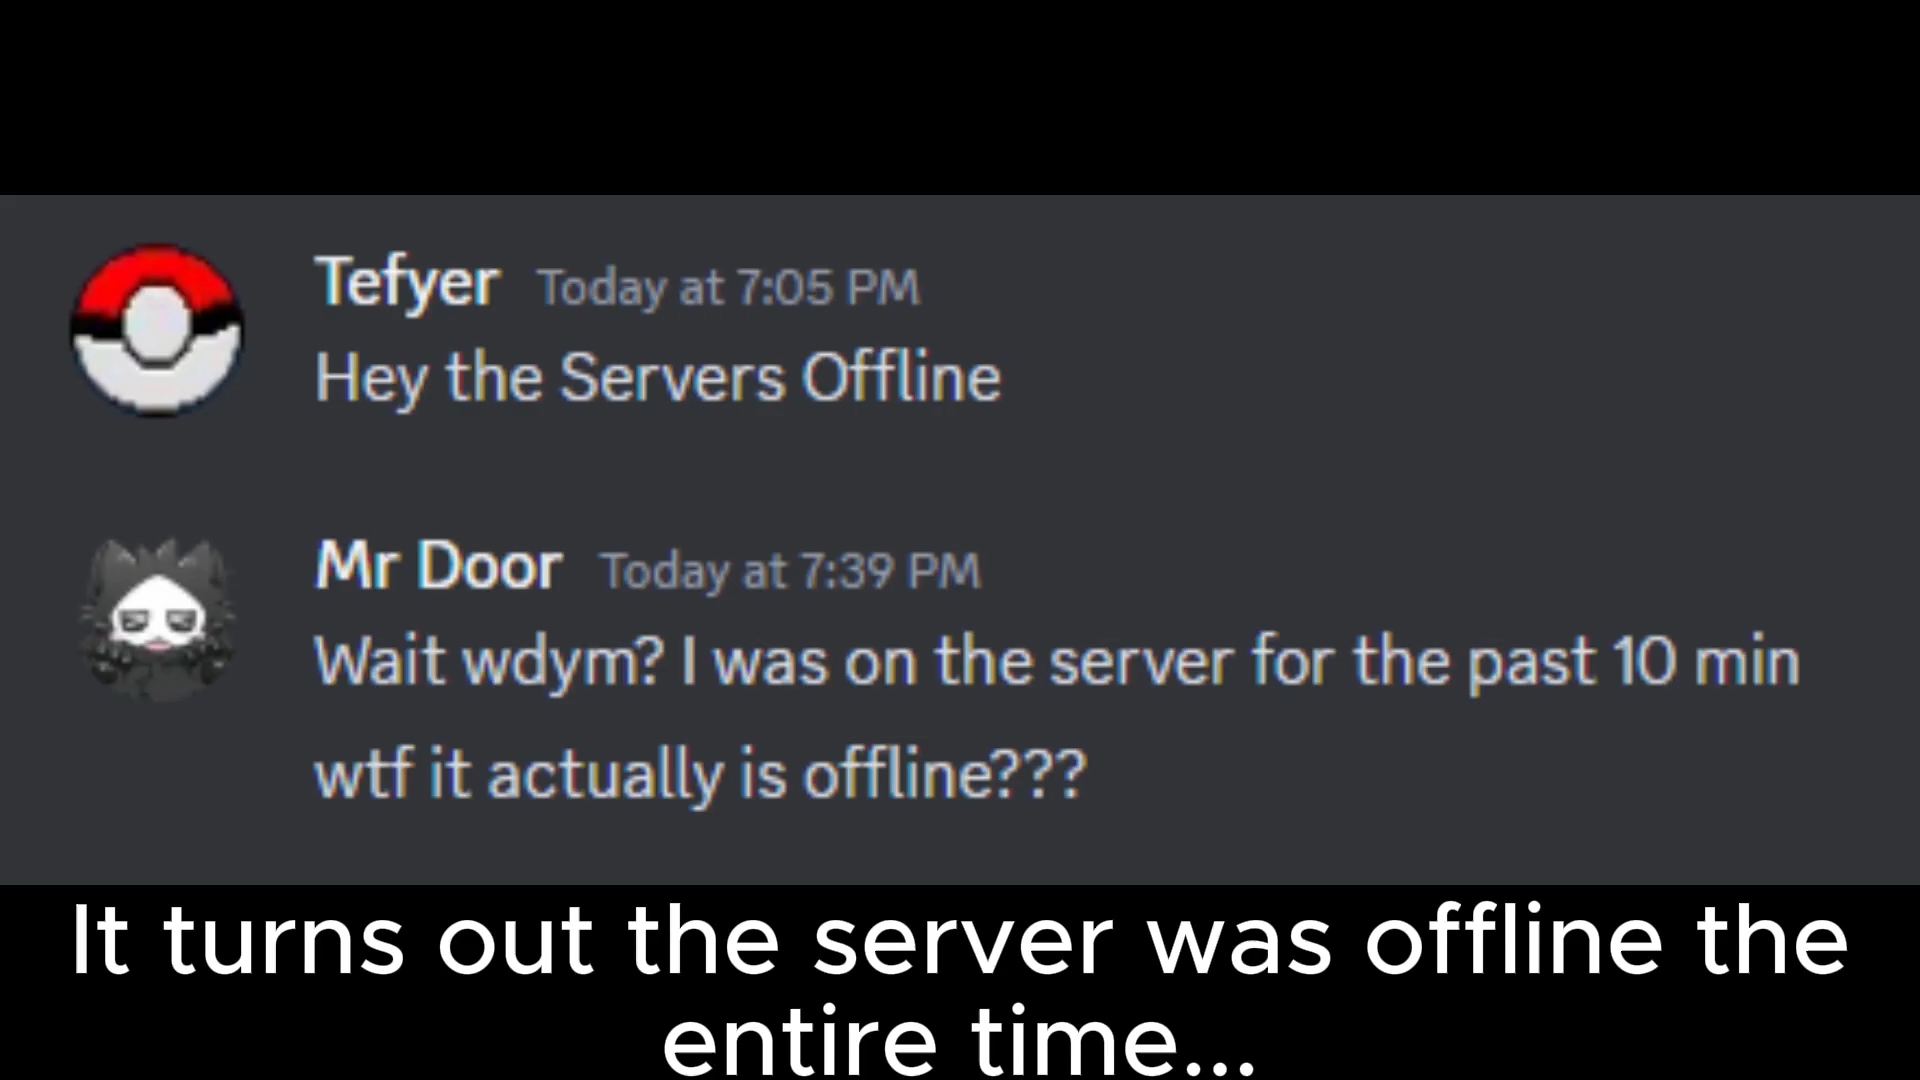 Tefyer Today at 7:05 PM
Hey the Servers Offline
Mr Door Today at 7:39 PM
Wait wdym? I was on the server for the past 10 min
wtf it actually is offline???
It turns out the server was offline the
entire time...